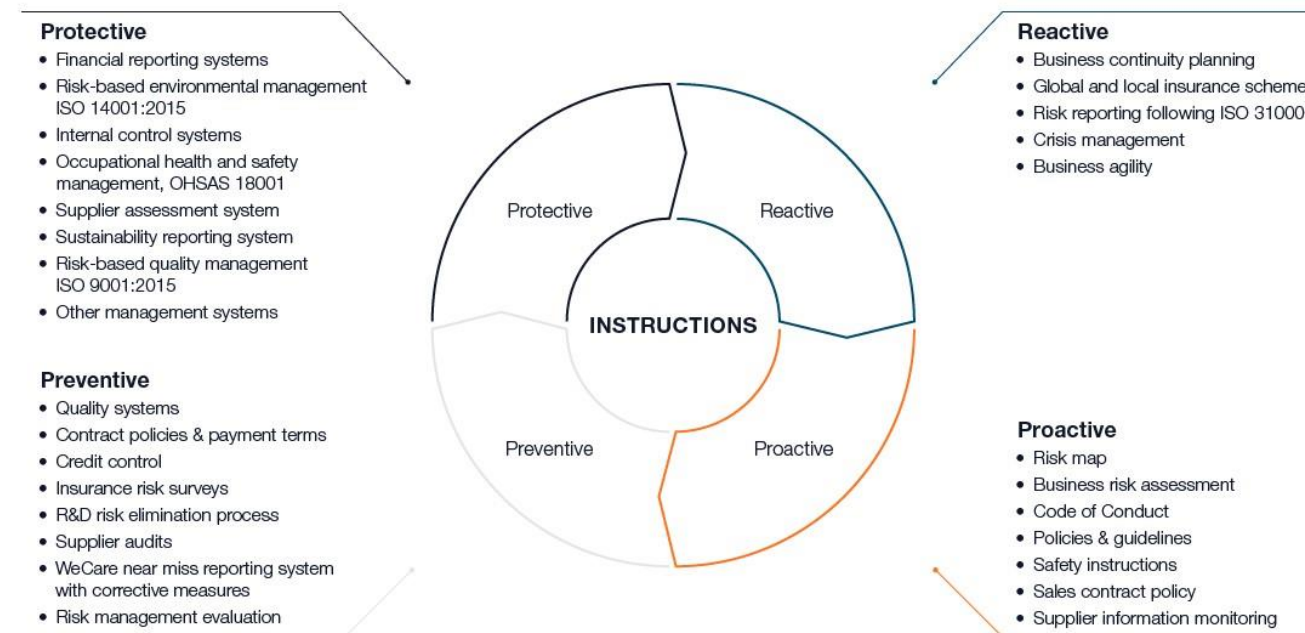 Protective
• Financial reporting systems
• Risk-based environmental management
ISO 14001:2015
• Internal control systems
• Occupational health and safety
management, OHSAS 18001
• Supplier assessment system
• Sustainability reporting system
• Risk-based quality management
ISO 9001:2015
• Other management systems
Preventive
• Quality systems
• Contract policies & payment terms
• Credit control
• Insurance risk surveys
• R&D risk elimination process
• Supplier audits
• WeCare near miss reporting system
with corrective measures
• Risk management evaluation
Protective
Reactive
INSTRUCTIONS
Preventive
Proactive
Reactive
• Business continuity planning
• Global and local insurance scheme
• Risk reporting following ISO 31000
• Crisis management
• Business agility
Proactive
• Risk map
• Business risk assessment
• Code of Conduct
• Policies & guidelines
• Safety instructions
• Sales contract policy
• Supplier information monitoring